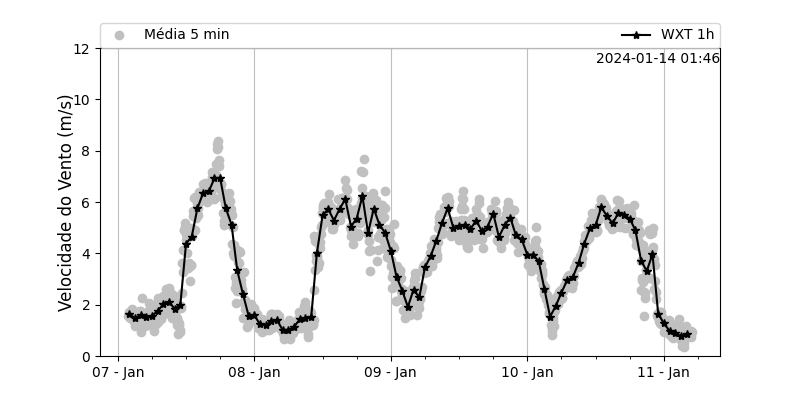 Média 5 min
WXT 1h
2024-01-14 01:46
Velocidade do Vento (m/s)
12
10
8
6
4
2
0
07 - Jan
08 - Jan
09 - Jan
10 - Jan
11 - Jan